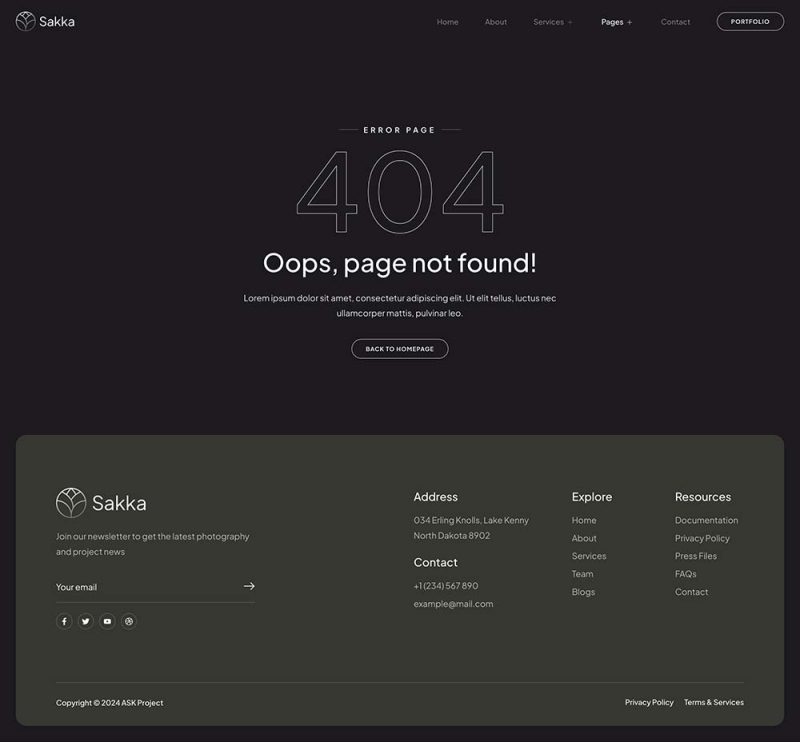 Sakka
Home About Services + Pages + Contact PORTFOLIO
ERROR PAGE
404
Oops, page not found!
Lorem ipsum dolor sit amet, consectetur adipiscing elit. Ut elit tellus, luctus nec
ullamcorper mattis, pulvinar leo.
BACK TO HOMEPAGE
Sakka
Join our newsletter to get the latest photography
and project news
Your email
Address
034 Erling Knolls, Lake Kenny
North Dakota 8902
Contact
+1 (234) 567 890
example@mail.com
Explore
Home
About
Services
Team
Blogs
Resources
Documentation
Privacy Policy
Press Files
FAQs
Contact
Copyright © 2024 ASK Project
Privacy Policy Terms & Services